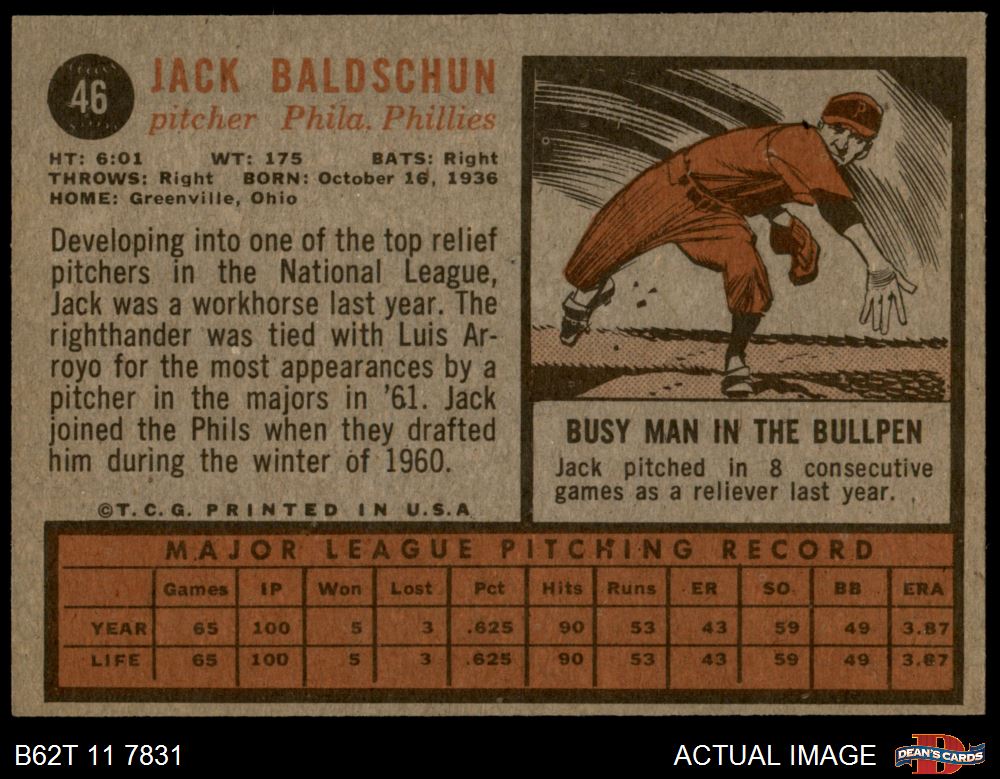 46
JACK BALDSCHUN
pitcher Phila. Phillies
HT: 6:01 WT: 175 BATS: Right
THROWS: Right BORN: October 16, 1936
HOME: Greenville, Ohio
Developing into one of the top relief
pitchers in the National League,
Jack was a workhorse last year. The
righthander was tied with Luis Ar-
royo for the most appearances by a
pitcher in the majors in '61. Jack
joined the Phils when they drafted
him during the winter of 1960.
©T.C.G. PRINTED IN U.S.A
P
BUSY MAN IN THE BULLPEN
Jack pitched in 8 consecutive
games as a reliever last year.
MAJOR LEAGUE PITCHING RECORD
Games IP Won Lost Pct Hits Runs ER SO BB ERA
YEAR 65 100 5 3 .625 90 53 43 59 49 3.87
LIFE 65 100 5 3 .625 90 53 43 59 49 3.87
B62T 11 7831
ACTUAL IMAGE
D
DEAN'S CARDS